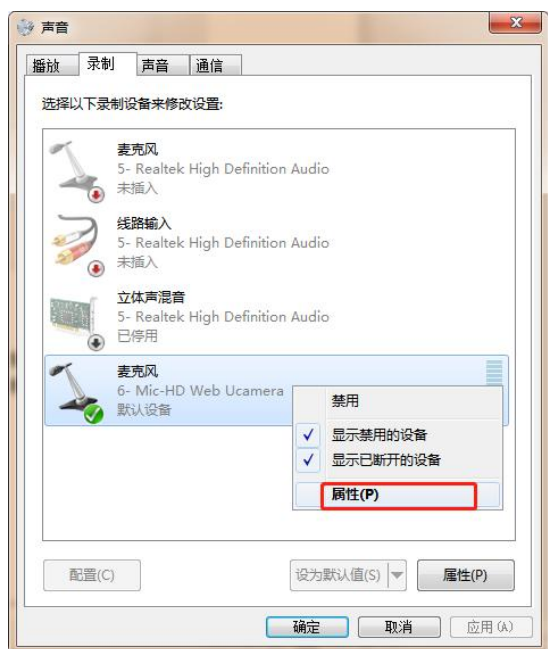 声音
播放 录制 声音 通信
选择以下录制设备来修改设置:
麦克风
5- Realtek High Definition Audio
未插入
线路输入
5- Realtek High Definition Audio
未插入
立体声混音
5- Realtek High Definition Audio
已停用
麦克风
6- Mic-HD Web Ucamera
默认设备
禁用
显示禁用的设备
显示已断开的设备
属性(P)
配置(C) 设为默认值(S) 属性(P)
确定 取消 应用(A)